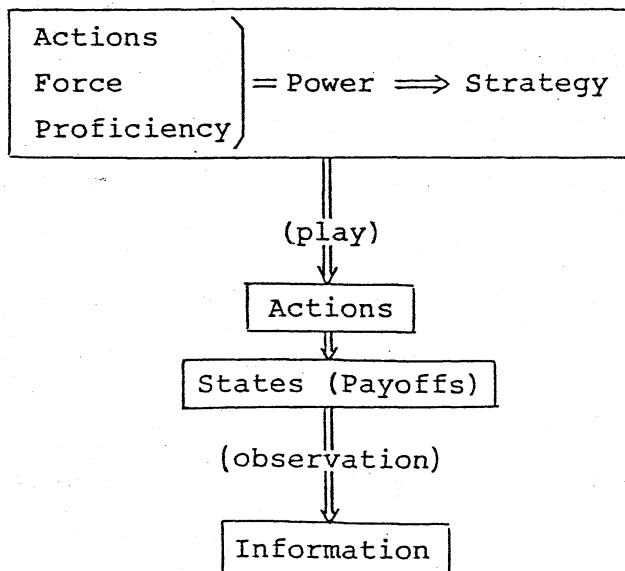 Actions
Force = Power ⟹ Strategy
Proficiency
(play)
Actions
States (Payoffs)
(observation)
Information